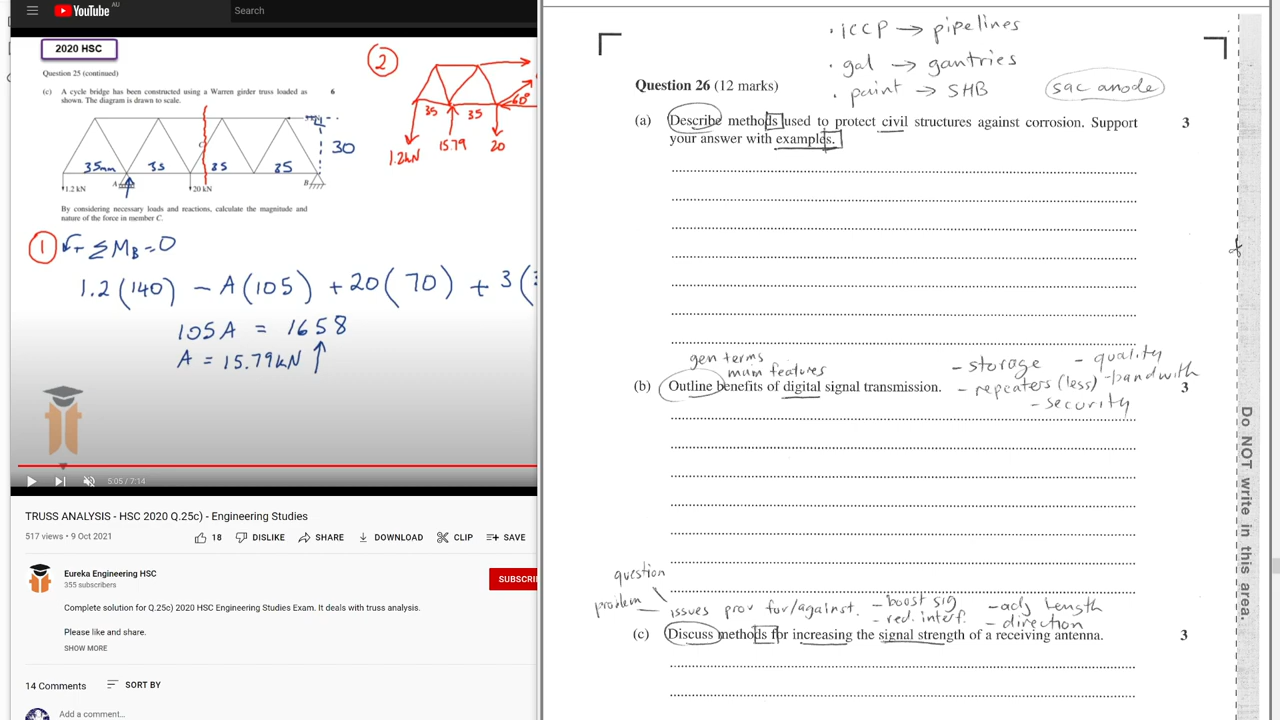 YouTube AU
Search
2020 HSC
Question 25 (continued)
(c) A cycle bridge has been constructed using a Warren girder truss loaded as 6
shown. The diagram is drawn to scale.
35mm 35 35 35
30
C
A
B
1.2 kN
20 kN
By considering necessary loads and reactions, calculate the magnitude and
nature of the force in member C.
2
35 35
60°
1.2kN 15.79 20
1 + ΣMB = 0
1.2(140) - A(105) + 20(70) + 3(
105A = 1658
A = 15.79kN ↑
5:05 / 7:14
TRUSS ANALYSIS - HSC 2020 Q.25c) - Engineering Studies
517 views • 9 Oct 2021
18 DISLIKE SHARE DOWNLOAD CLIP SAVE
Eureka Engineering HSC
355 subscribers
SUBSCRI
Complete solution for Q.25c) 2020 HSC Engineering Studies Exam. It deals with truss analysis.
Please like and share.
SHOW MORE
14 Comments SORT BY
Add a comment...
· ICCP → pipelines
· gal → gantries
· paint → SHB
sac anode
Question 26 (12 marks)
(a) Describe methods used to protect civil structures against corrosion. Support 3
your answer with examples.
gen terms
main features
- storage - quality
- repeaters (less) - bandwith
- security
(b) Outline benefits of digital signal transmission. 3
question
problem
issues prov for/against. - boost sig - adj length
- red. interf. - direction
(c) Discuss methods for increasing the signal strength of a receiving antenna. 3
Do NOT write in this area.